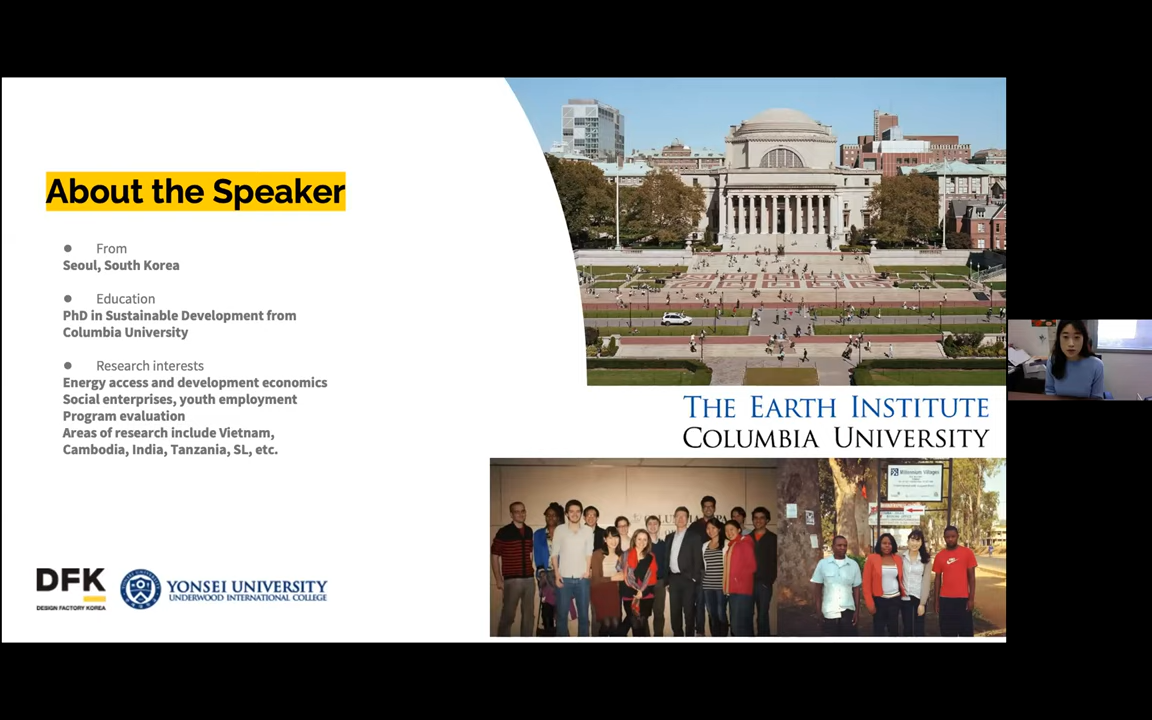 About the Speaker
● From
Seoul, South Korea
● Education
PhD in Sustainable Development from
Columbia University
● Research interests
Energy access and development economics
Social enterprises, youth employment
Program evaluation
Areas of research include Vietnam,
Cambodia, India, Tanzania, SL, etc.
THE EARTH INSTITUTE
COLUMBIA UNIVERSITY
Millennium Villages
DFK
DESIGN FACTORY KOREA
YONSEI UNIVERSITY
UNDERWOOD INTERNATIONAL COLLEGE